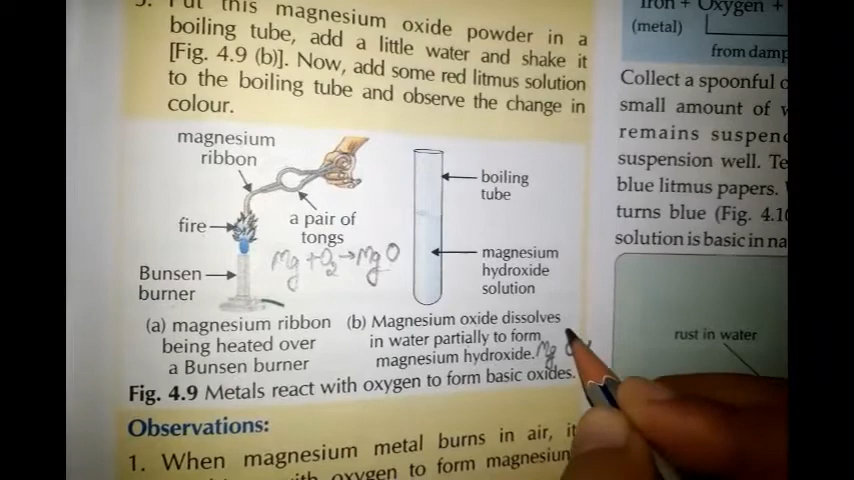 3. Put this magnesium oxide powder in a
boiling tube, add a little water and shake it
[Fig. 4.9 (b)]. Now, add some red litmus solution
to the boiling tube and observe the change in
colour.
magnesium
ribbon
fire
a pair of
tongs
Bunsen
burner
Mg + O2 → MgO
boiling
tube
magnesium
hydroxide
solution
(a) magnesium ribbon
being heated over
a Bunsen burner
(b) Magnesium oxide dissolves
in water partially to form
magnesium hydroxide.
Mg
Fig. 4.9 Metals react with oxygen to form basic oxides.
Observations:
1. When magnesium metal burns in air, it
with oxygen to form magnesium
Iron + Oxygen +
(metal)
from damp
Collect a spoonful
small amount of
remains suspen
suspension well. Te
blue litmus papers.
turns blue (Fig. 4.10
solution is basic in na
rust in water